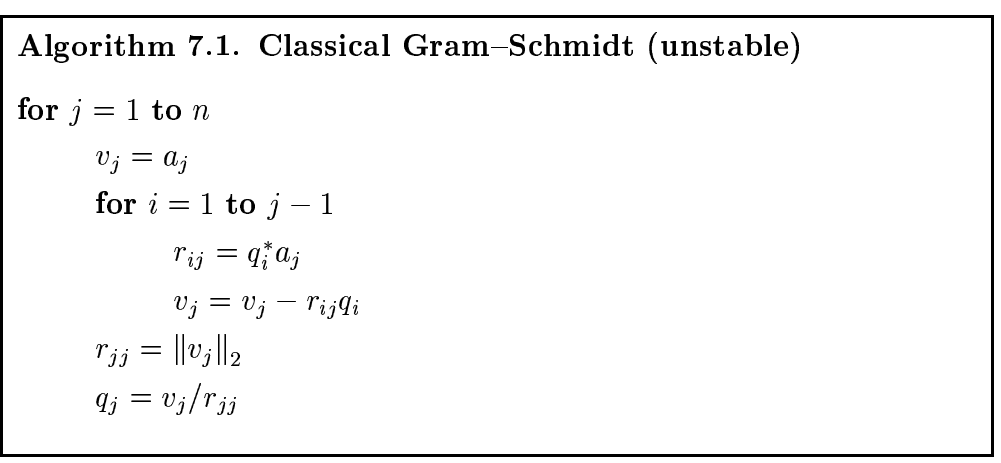 Algorithm 7.1. Classical Gram–Schmidt (unstable)
for j = 1 to n
v_j = a_j
for i = 1 to j − 1
r_{ij} = q_i^* a_j
v_j = v_j − r_{ij} q_i
r_{jj} = ‖v_j‖_2
q_j = v_j / r_{jj}